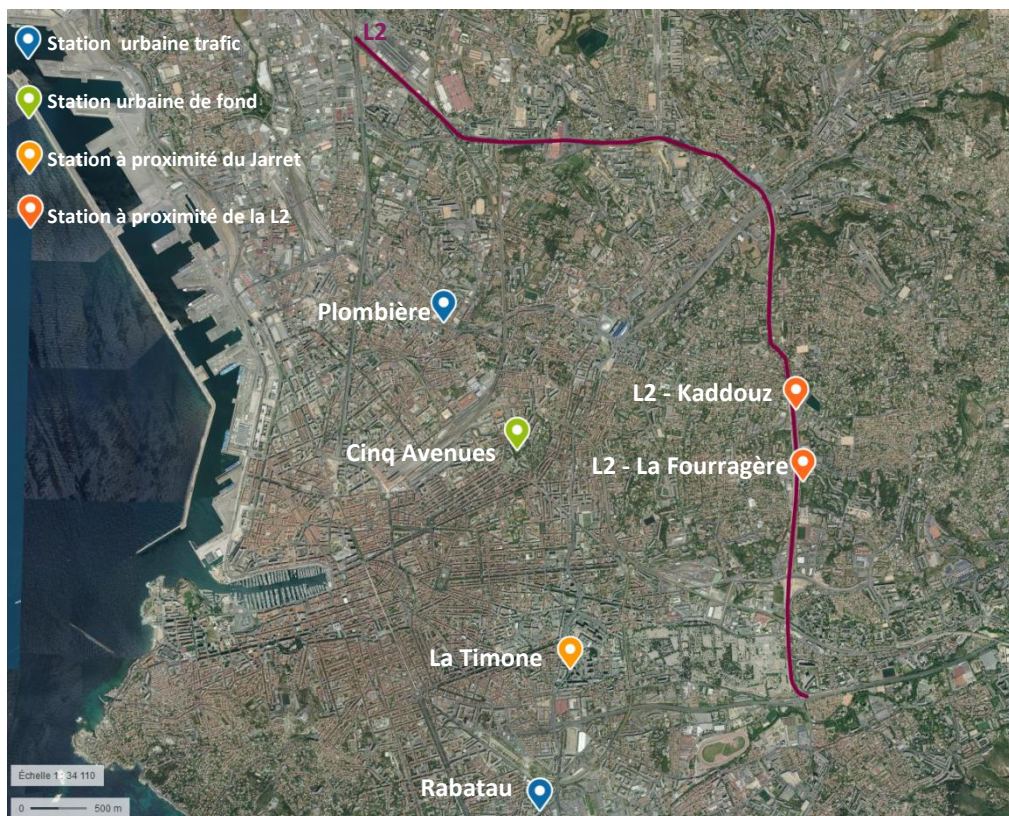 L2
Station urbaine trafic
Station urbaine de fond
Station à proximité du Jarret
Station à proximité de la L2
Plombière
L2 - Kaddouz
Cinq Avenues
L2 - La Fourragère
La Timone
Rabatau
Échelle 1 : 34 110
0 500 m